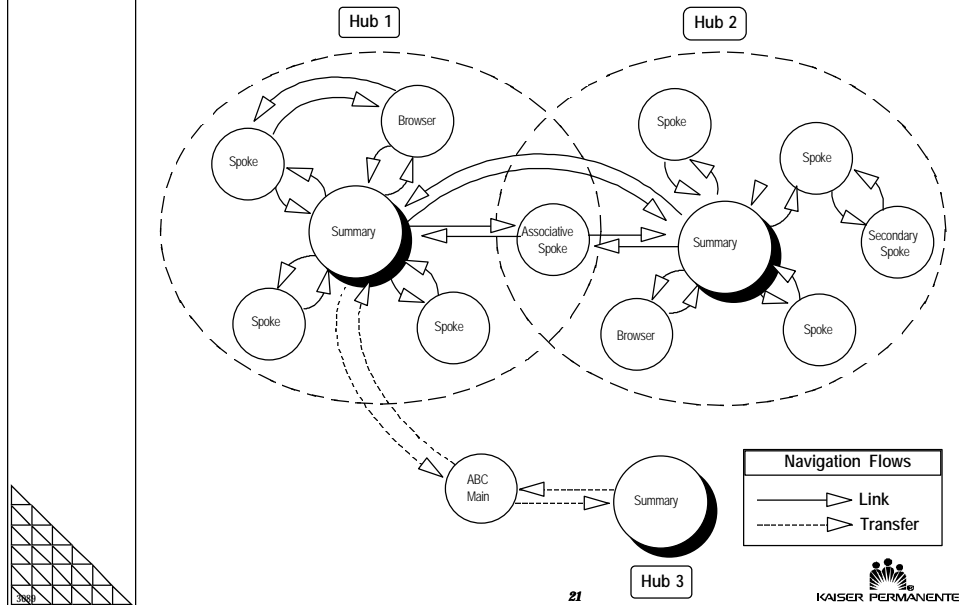 Hub 1
Hub 2
Spoke
Browser
Spoke
Spoke
Summary
Associative
Spoke
Summary
Secondary
Spoke
Spoke
Spoke
Browser
Spoke
ABC
Main
Summary
Hub 3
Navigation Flows
Link
Transfer
3089
21
KAISER PERMANENTE
®